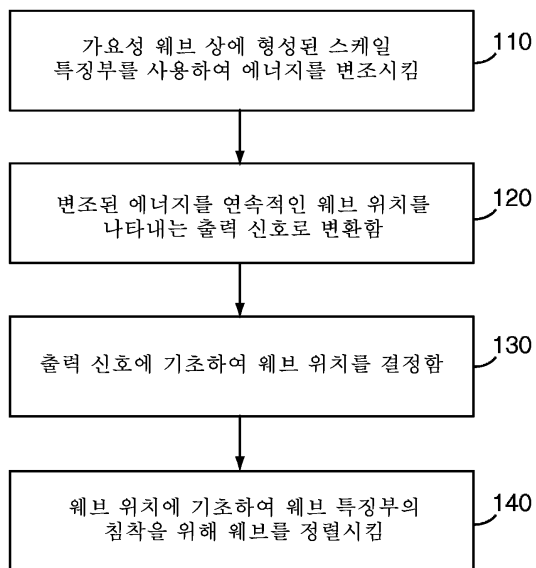 가요성 웨브 상에 형성된 스케일
특징부를 사용하여 에너지를 변조시킴
110
변조된 에너지를 연속적인 웨브 위치를
나타내는 출력 신호로 변환함
120
출력 신호에 기초하여 웨브 위치를 결정함
130
웨브 위치에 기초하여 웨브 특징부의
침착을 위해 웨브를 정렬시킴
140